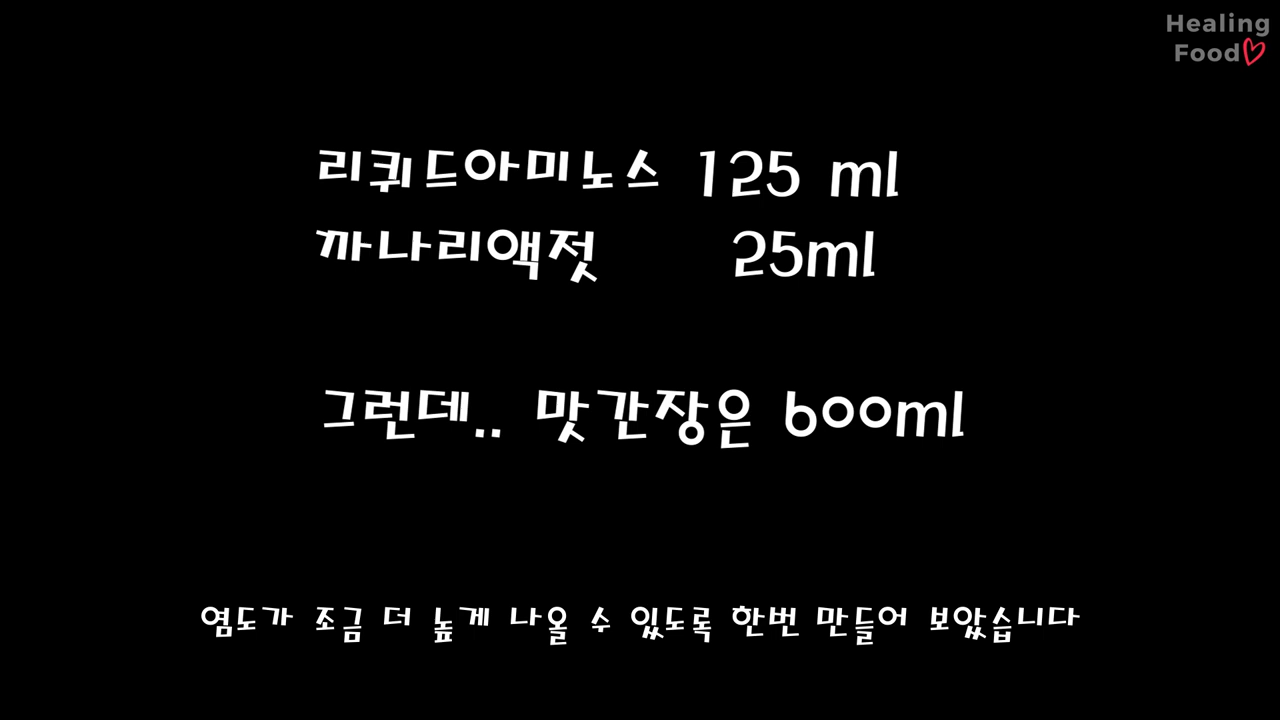 Healing
Food
리퀴드아미노스 125 ml
까나리액젓 25ml
그런데.. 맛간장은 600ml
염도가 조금 더 높게 나올 수 있도록 한번 만들어 보았습니다